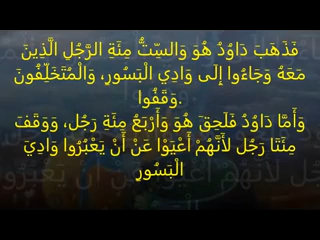 فَذَهَبَ دَاوُدُ هُوَ وَالسِّتُّ مِئَةِ الرَّجُلِ الَّذِينَ
مَعَهُ وَجَاءُوا إِلَى وَادِي الْبَسُورِ، وَالْمُتَخَلِّفُونَ
وَقَفُوا.
وَأَمَّا دَاوُدُ فَلَحِقَ هُوَ وَأَرْبَعُ مِئَةِ رَجُل، وَوَقَفَ
مِئَتَا رَجُل لأَنَّهُمْ أَعْيَوْا عَنْ أَنْ يَعْبُرُوا وَادِيَ
الْبَسُورِ